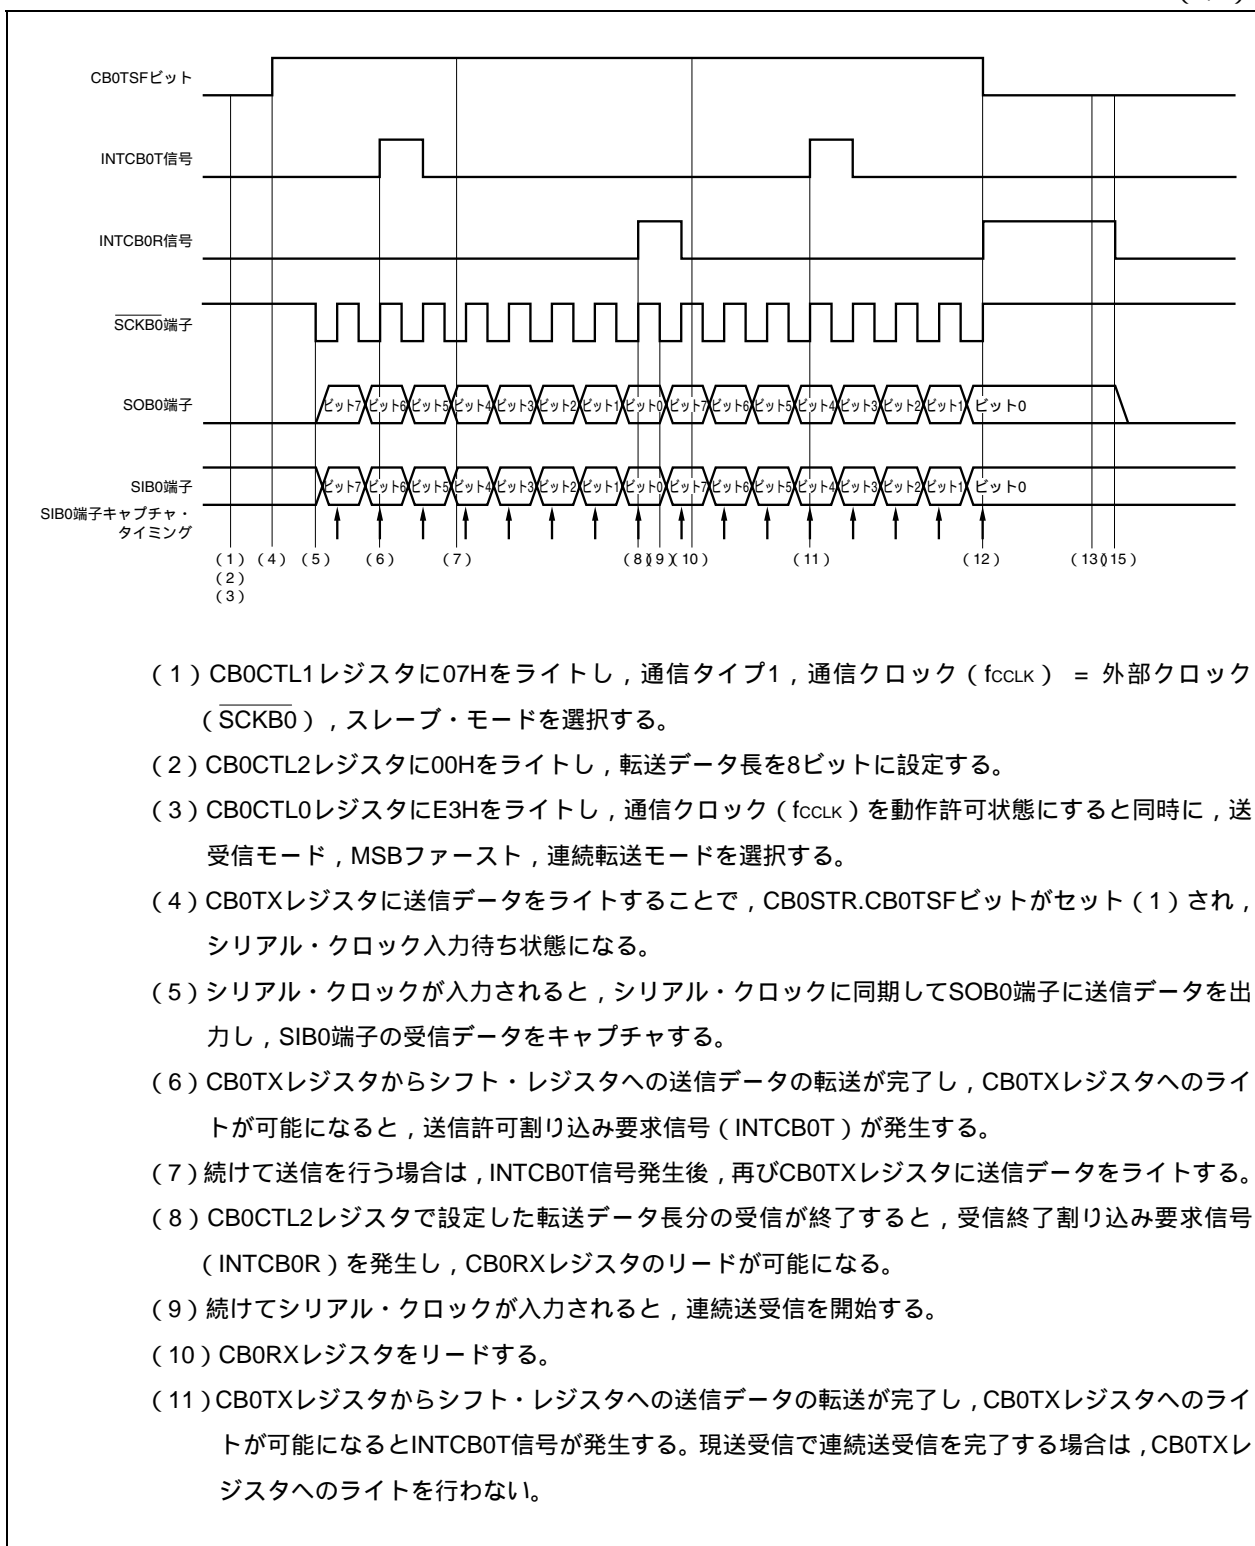 CB0TSFビット
INTCB0T信号
INTCB0R信号
SCKB0端子
SOB0端子
ビット7 ビット6 ビット5 ビット4 ビット3 ビット2 ビット1 ビット0 ビット7 ビット6 ビット5 ビット4 ビット3 ビット2 ビット1 ビット0
SIB0端子
ビット7 ビット6 ビット5 ビット4 ビット3 ビット2 ビット1 ビット0 ビット7 ビット6 ビット5 ビット4 ビット3 ビット2 ビット1 ビット0
SIB0端子キャプチャ・
タイミング
(1) (4) (5) (6) (7) (8)(9)(10) (11) (12) (13)(15)
(2)
(3)
(1) CB0CTL1レジスタに07Hをライトし,通信タイプ1,通信クロック(fCCLK) = 外部クロック
(SCKB0),スレーブ・モードを選択する。
(2) CB0CTL2レジスタに00Hをライトし,転送データ長を8ビットに設定する。
(3) CB0CTL0レジスタにE3Hをライトし,通信クロック(fCCLK)を動作許可状態にすると同時に,送
受信モード,MSBファースト,連続転送モードを選択する。
(4) CB0TXレジスタに送信データをライトすることで,CB0STR.CB0TSFビットがセット(1)され,
シリアル・クロック入力待ち状態になる。
(5) シリアル・クロックが入力されると,シリアル・クロックに同期してSOB0端子に送信データを出
力し,SIB0端子の受信データをキャプチャする。
(6) CB0TXレジスタからシフト・レジスタへの送信データの転送が完了し,CB0TXレジスタへのライ
トが可能になると,送信許可割り込み要求信号(INTCB0T)が発生する。
(7) 続けて送信を行う場合は,INTCB0T信号発生後,再びCB0TXレジスタに送信データをライトする。
(8) CB0CTL2レジスタで設定した転送データ長分の受信が終了すると,受信終了割り込み要求信号
(INTCB0R)を発生し,CB0RXレジスタのリードが可能になる。
(9) 続けてシリアル・クロックが入力されると,連続送受信を開始する。
(10) CB0RXレジスタをリードする。
(11) CB0TXレジスタからシフト・レジスタへの送信データの転送が完了し,CB0TXレジスタへのライ
トが可能になるとINTCB0T信号が発生する。現送受信で連続送受信を完了する場合は,CB0TXレ
ジスタへのライトを行わない。